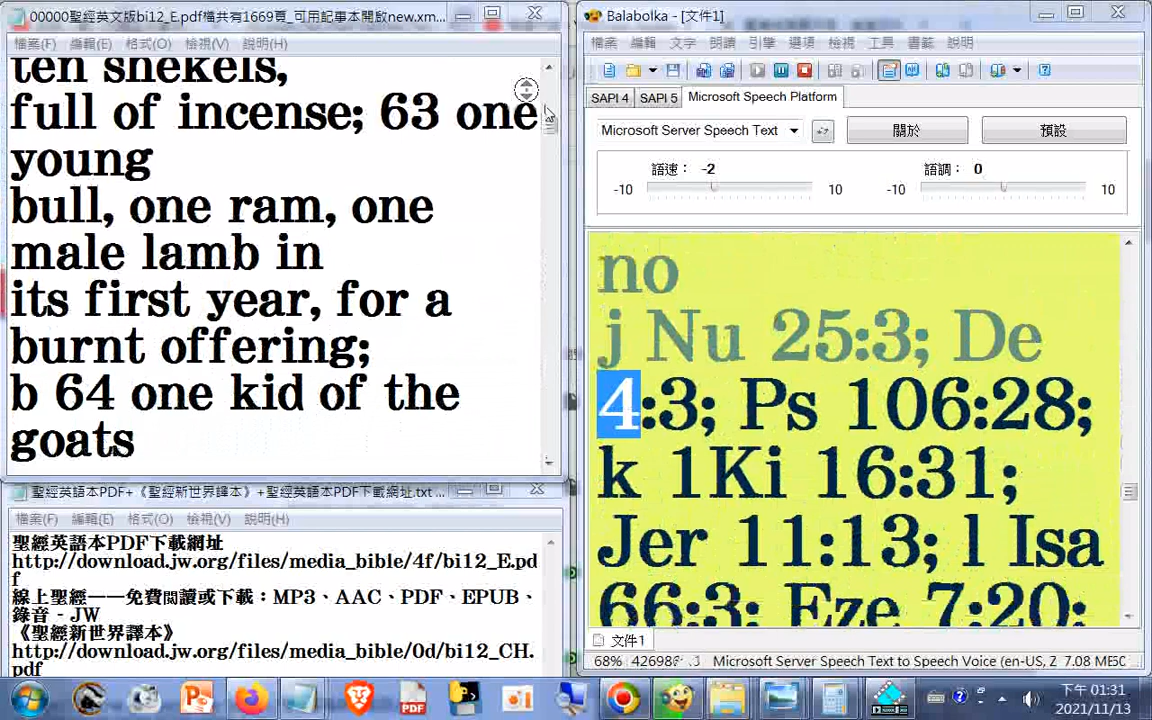 00000聖經英文版bi12_E.pdf檔共有1669頁_可用記事本開啟new.xm...
檔案(F) 編輯(E) 格式(O) 檢視(V) 說明(H)
ten shekels,
full of incense; 63 one
young
bull, one ram, one
male lamb in
its first year, for a
burnt offering;
b 64 one kid of the
goats
聖經英語本PDF+《聖經新世界譯本》+聖經英語本PDF下載網址.txt ...
檔案(F) 編輯(E) 格式(O) 檢視(V) 說明(H)
聖經英語本PDF下載網址
http://download.jw.org/files/media_bible/4f/bi12_E.pd
f
線上聖經——免費閱讀或下載：MP3、AAC、PDF、EPUB、
錄音 - JW
《聖經新世界譯本》
http://download.jw.org/files/media_bible/0d/bi12_CH.
pdf
Balabolka - [文件1]
檔案 編輯 文字 朗讀 引擎 選項 檢視 工具 書籤 說明
SAPI 4 SAPI 5 Microsoft Speech Platform
Microsoft Server Speech Text 關於 預設
語速： -2 語調： 0
-10 10 -10 10
no
j Nu 25:3; De
4:3; Ps 106:28;
k 1Ki 16:31;
Jer 11:13; l Isa
66:3; Eze 7:20;
文件1
68% Microsoft Server Speech Text to Speech Voice (en-US, Z 7.08 ME
下午 01:31
2021/11/13